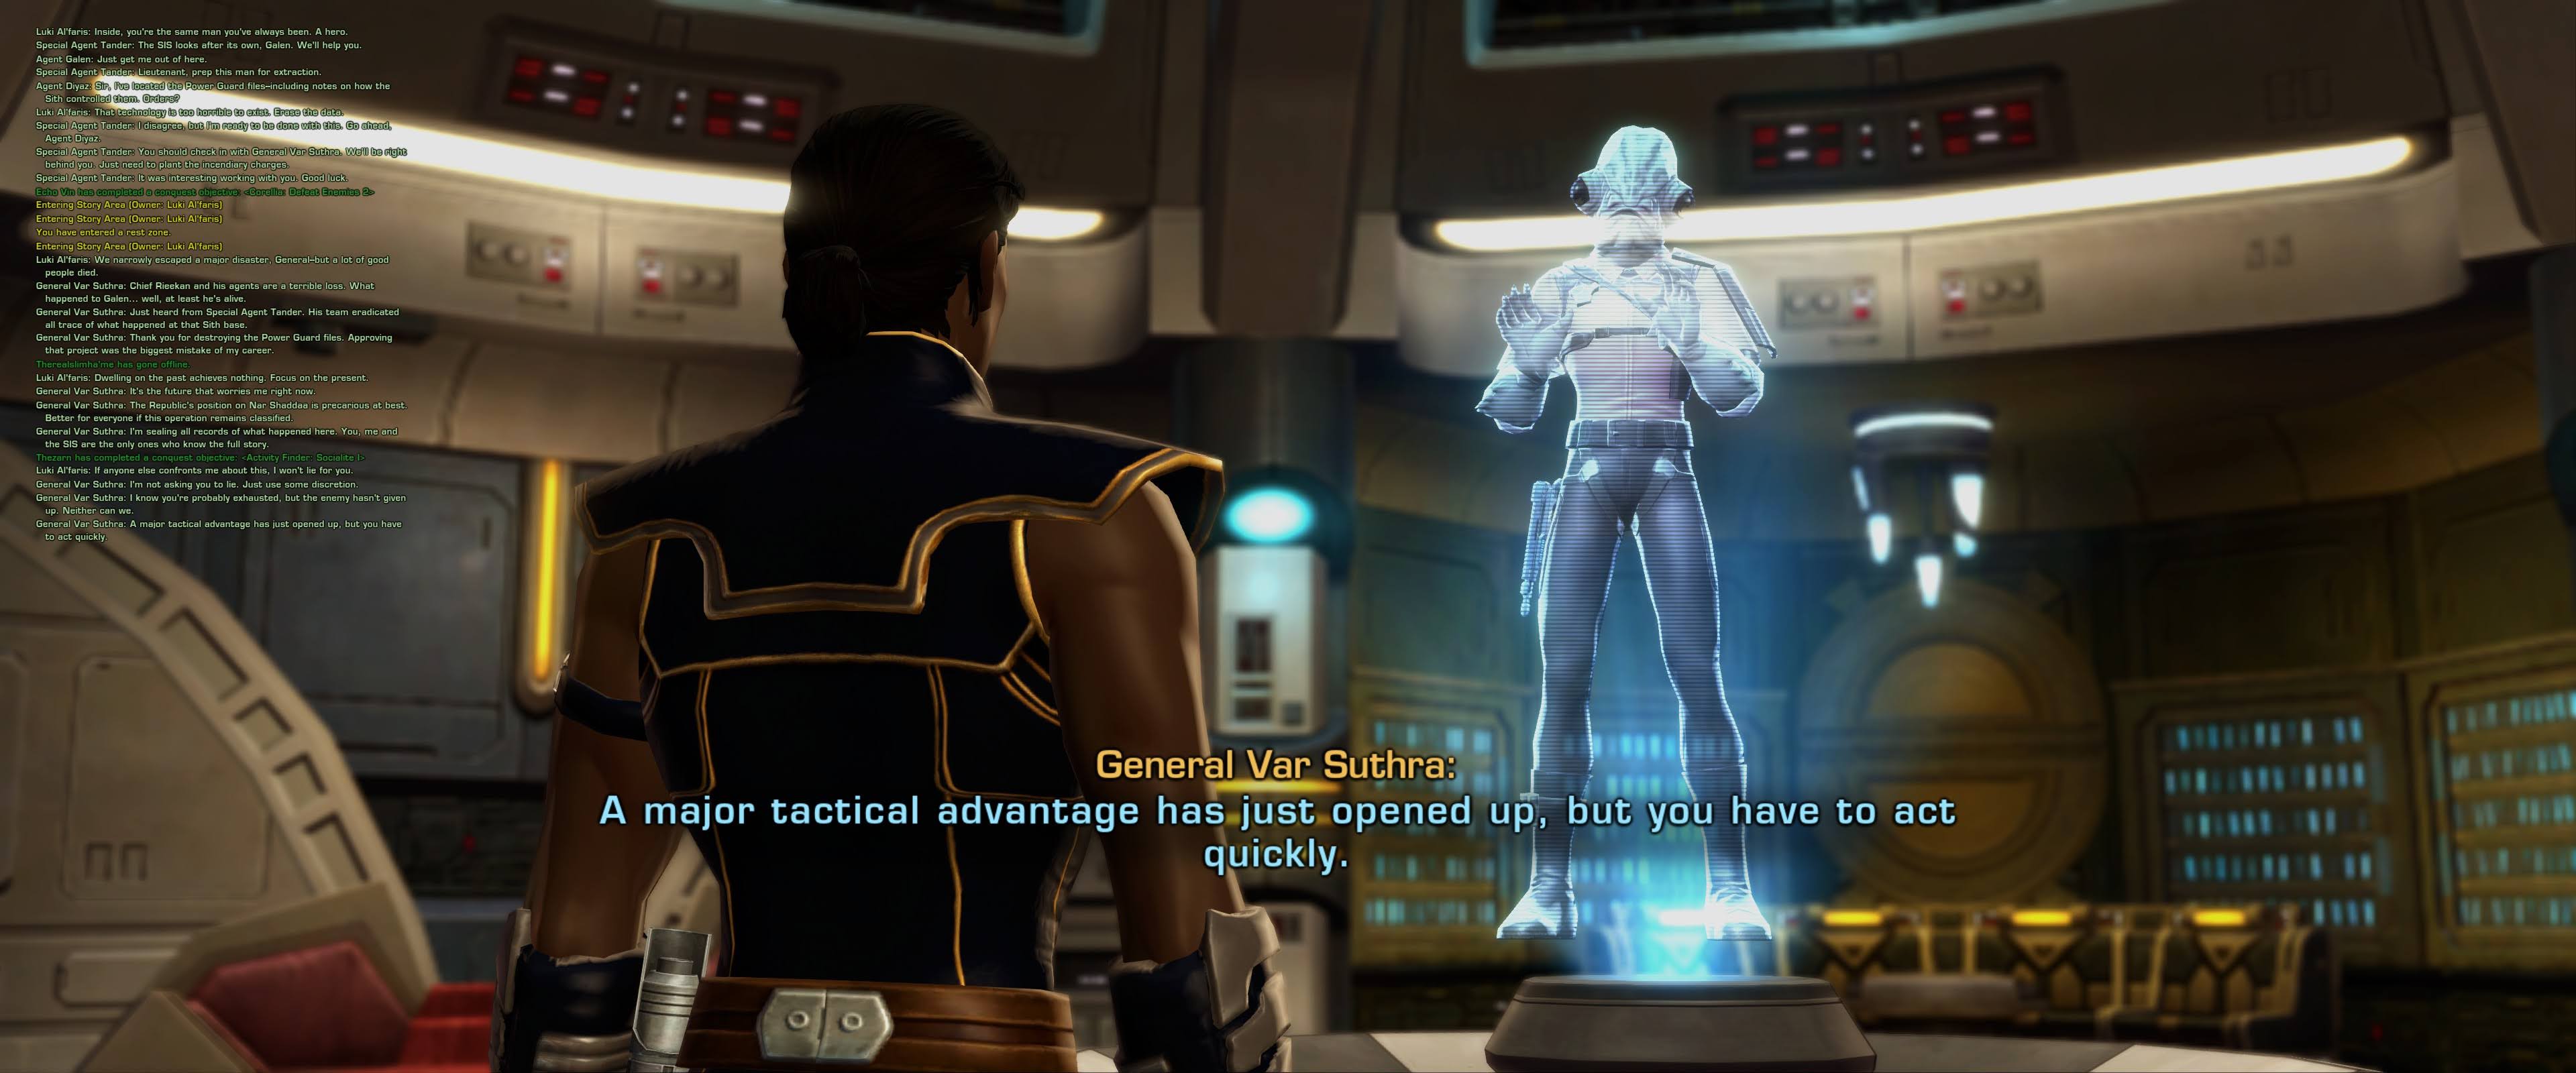 Luki Al'faris: Inside, you're the same man you've always been. A hero.
Special Agent Tander: The SIS looks after its own, Galen. We'll help you.
Agent Galen: Just get me out of here.
Special Agent Tander: Lieutenant, prep this man for extraction.
Agent Diyaz: Sir, I've located the Power Guard files—including notes on how the
Sith controlled them. Orders?
Luki Al'faris: That technology is too horrible to exist. Erase the data.
Special Agent Tander: I disagree, but I'm ready to be done with this. Go ahead,
Agent Diyaz.
Special Agent Tander: You should check in with General Var Suthra. We'll be right
behind you. Just need to plant the incendiary charges.
Special Agent Tander: It was interesting working with you. Good luck.
Echo Vin has completed a conquest objective: <Corellia: Defeat Enemies 2>
Entering Story Area (Owner: Luki Al'faris)
Entering Story Area (Owner: Luki Al'faris)
You have entered a rest zone.
Entering Story Area (Owner: Luki Al'faris)
Luki Al'faris: We narrowly escaped a major disaster, General—but a lot of good
people died.
General Var Suthra: Chief Rieekan and his agents are a terrible loss. What
happened to Galen... well, at least he's alive.
General Var Suthra: Just heard from Special Agent Tander. His team eradicated
all trace of what happened at that Sith base.
General Var Suthra: Thank you for destroying the Power Guard files. Approving
that project was the biggest mistake of my career.
Therealslimha'me has gone offline.
Luki Al'faris: Dwelling on the past achieves nothing. Focus on the present.
General Var Suthra: It's the future that worries me right now.
General Var Suthra: The Republic's position on Nar Shaddaa is precarious at best.
Better for everyone if this operation remains classified.
General Var Suthra: I'm sealing all records of what happened here. You, me and
the SIS are the only ones who know the full story.
Thezarn has completed a conquest objective: <Activity Finder: Socialite I>
Luki Al'faris: If anyone else confronts me about this, I won't lie for you.
General Var Suthra: I'm not asking you to lie. Just use some discretion.
General Var Suthra: I know you're probably exhausted, but the enemy hasn't given
up. Neither can we.
General Var Suthra: A major tactical advantage has just opened up, but you have
to act quickly.
General Var Suthra:
A major tactical advantage has just opened up, but you have to act
quickly.